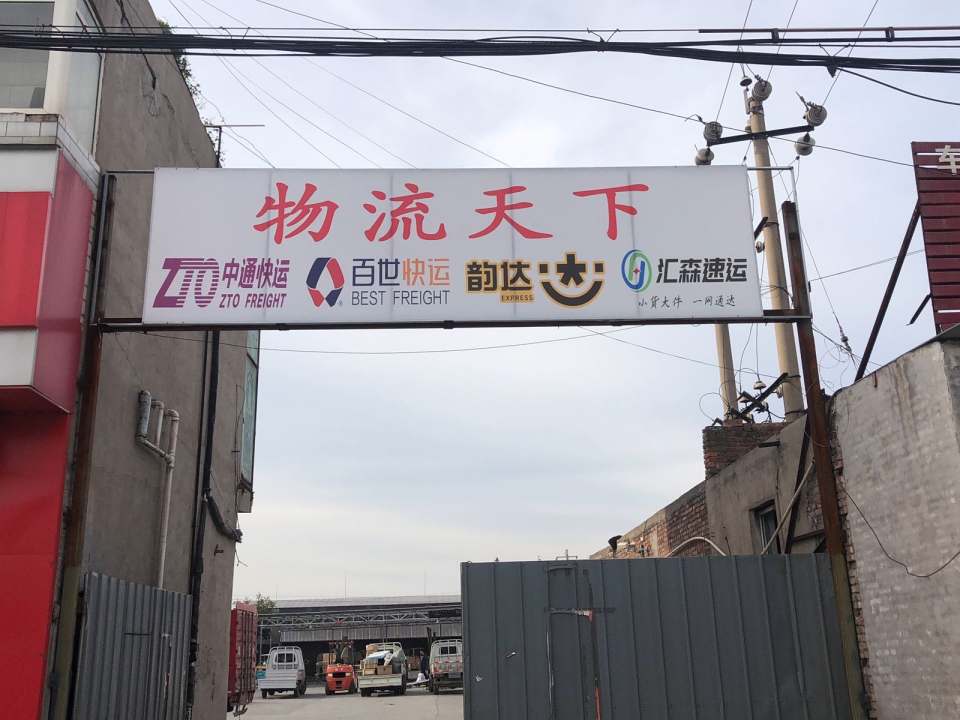 物流天下
ZTO 中通快运 ZTO FREIGHT
百世快运 BEST FREIGHT
韵达 EXPRESS 达
汇森速运
小货大件 一网通达
车